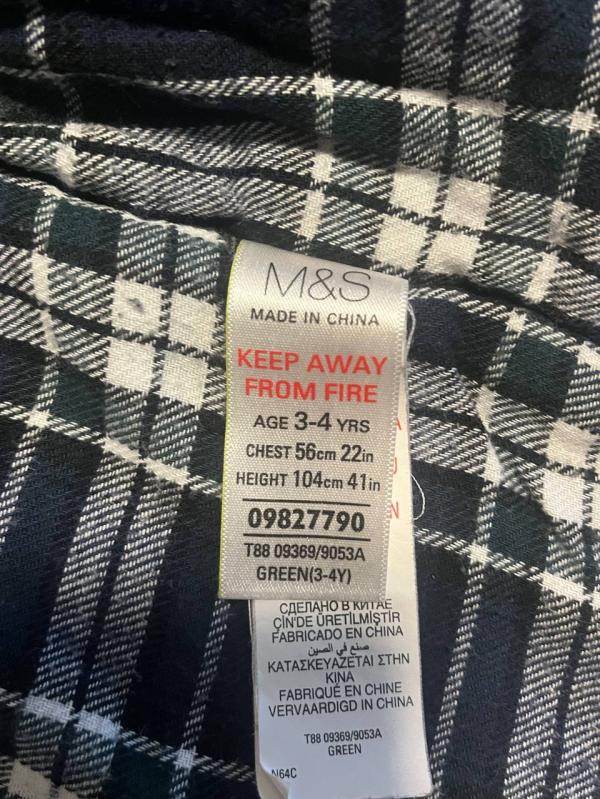 M&S
MADE IN CHINA
KEEP AWAY
FROM FIRE
AGE 3-4 YRS
CHEST 56cm 22in
HEIGHT 104cm 41in
09827790
T88 09369/9053A
GREEN(3-4Y)
A
N
СДЕЛАНО В КИТАЕ
ÇİN'DE ÜRETİLMİŞTİR
FABRICADO EN CHINA
صنع في الصين
ΚΑΤΑΣΚΕΥΑΖΕΤΑΙ ΣΤΗΝ
ΚΙΝΑ
FABRIQUÉ EN CHINE
VERVAARDIGD IN CHINA
T88 09369/9053A
GREEN
N64C